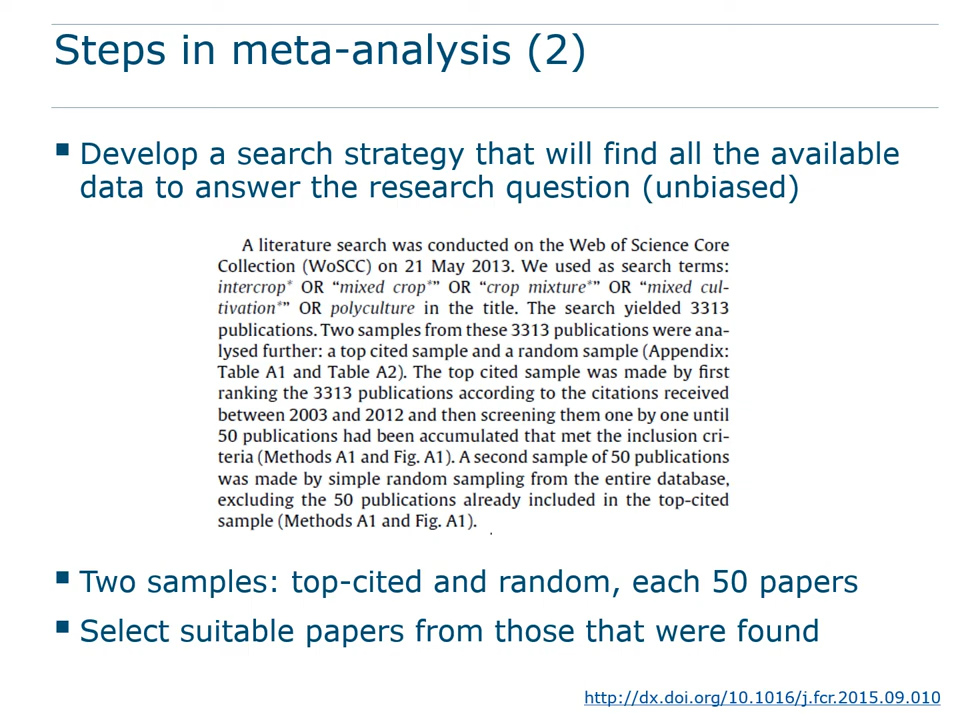 Steps in meta-analysis (2)
▪ Develop a search strategy that will find all the available
data to answer the research question (unbiased)
A literature search was conducted on the Web of Science Core
Collection (WoSCC) on 21 May 2013. We used as search terms:
intercrop* OR “mixed crop*” OR “crop mixture*” OR “mixed cul-
tivation*” OR polyculture in the title. The search yielded 3313
publications. Two samples from these 3313 publications were ana-
lysed further: a top cited sample and a random sample (Appendix:
Table A1 and Table A2). The top cited sample was made by first
ranking the 3313 publications according to the citations received
between 2003 and 2012 and then screening them one by one until
50 publications had been accumulated that met the inclusion cri-
teria (Methods A1 and Fig. A1). A second sample of 50 publications
was made by simple random sampling from the entire database,
excluding the 50 publications already included in the top-cited
sample (Methods A1 and Fig. A1).
▪ Two samples: top-cited and random, each 50 papers
▪ Select suitable papers from those that were found
http://dx.doi.org/10.1016/j.fcr.2015.09.010